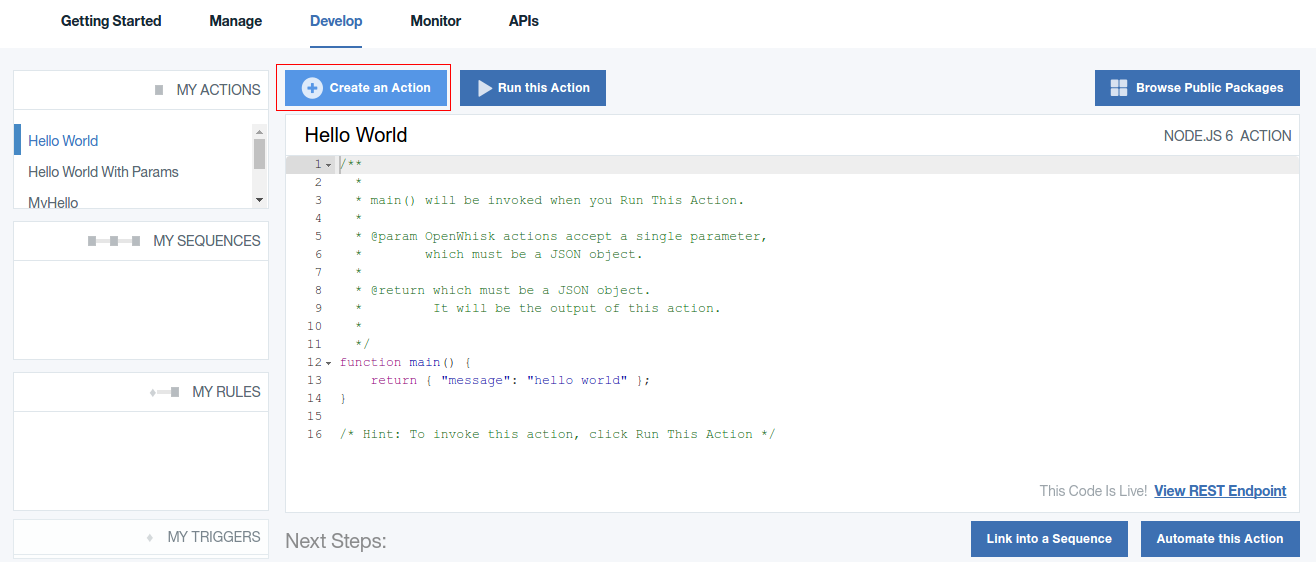 Getting Started Manage Develop Monitor APIs
MY ACTIONS
Hello World
Hello World With Params
MyHello
MY SEQUENCES
MY RULES
MY TRIGGERS
Create an Action Run this Action Browse Public Packages
Hello World NODE.JS 6 ACTION
1 /**
2 *
3 * main() will be invoked when you Run This Action.
4 *
5 * @param OpenWhisk actions accept a single parameter,
6 * which must be a JSON object.
7 *
8 * @return which must be a JSON object.
9 * It will be the output of this action.
10 *
11 */
12 function main() {
13 return { "message": "hello world" };
14 }
15
16 /* Hint: To invoke this action, click Run This Action */
This Code Is Live! View REST Endpoint
Next Steps: Link into a Sequence Automate this Action